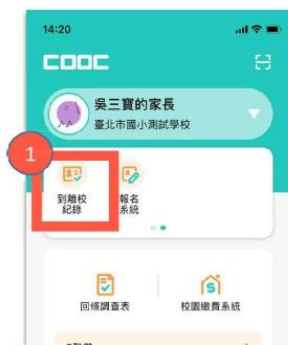 14:20
COOC
吳三寶的家長
臺北市國小測試學校
1
到離校
紀錄
報名
系統
回條調查表
校園繳費系統